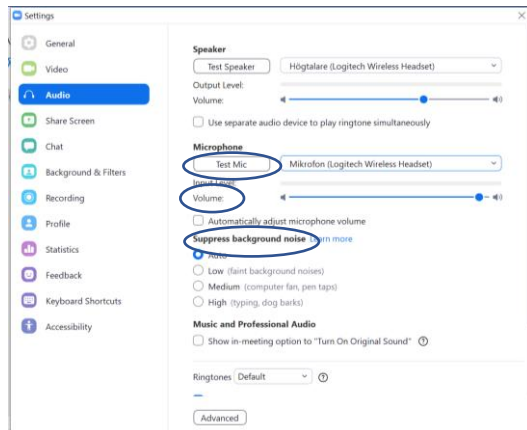 Settings
General
Video
Audio
Share Screen
Chat
Background & Filters
Recording
Profile
Statistics
Feedback
Keyboard Shortcuts
Accessibility
Speaker
Test Speaker Högtalare (Logitech Wireless Headset)
Output Level:
Volume:
Use separate audio device to play ringtone simultaneously
Microphone
Test Mic Mikrofon (Logitech Wireless Headset)
Input Level:
Volume:
Automatically adjust microphone volume
Suppress background noise Learn more
Auto
Low (faint background noises)
Medium (computer fan, pen taps)
High (typing, dog barks)
Music and Professional Audio
Show in-meeting option to "Turn On Original Sound" ?
Ringtones Default ?
Advanced